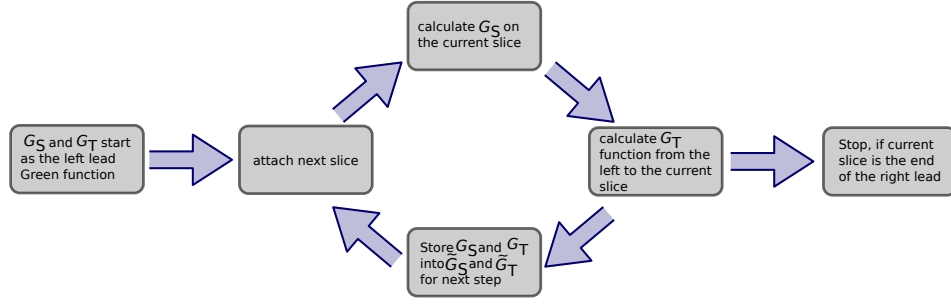 G_S and G_T start
as the left lead
Green function
attach next slice
calculate G_S on
the current slice
calculate G_T
function from the
left to the current
slice
Stop, if current
slice is the end
of the right lead
Store G_S and G_T
into G̃_S and G̃_T
for next step